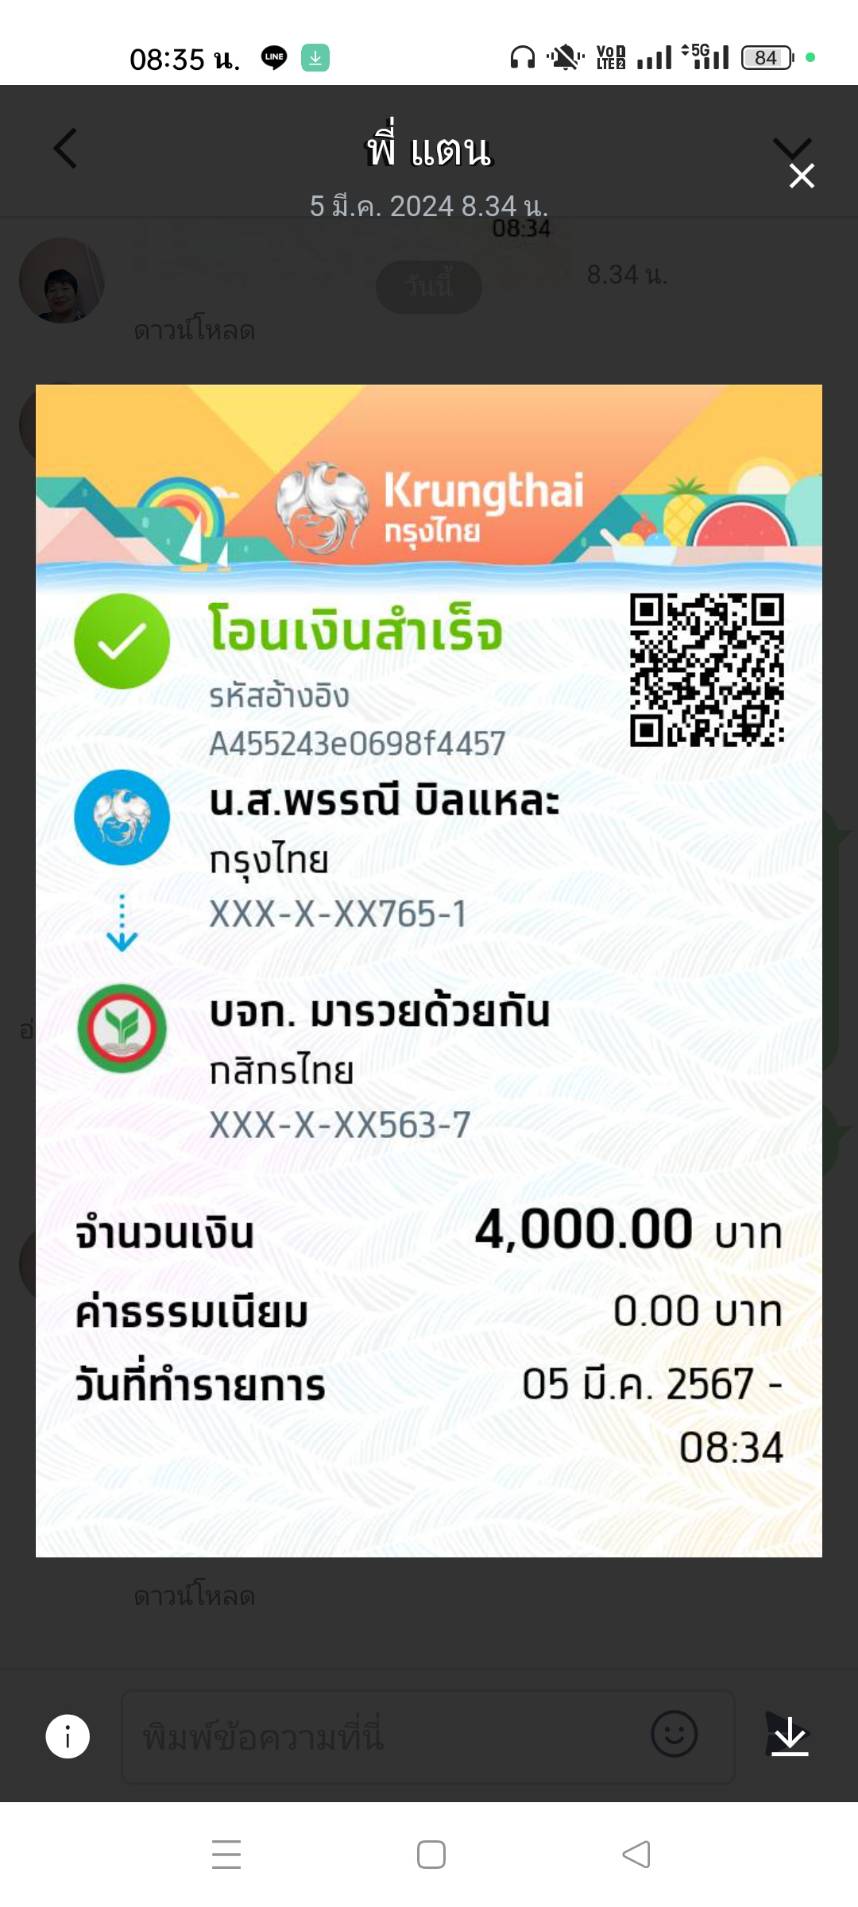 08:35 น. LINE VoD LTE2 5G 84
พี่ แตน
5 มี.ค. 2024 8.34 น.
08:34
วันนี้
8.34 น.
ดาวน์โหลด
Krungthai
กรุงไทย
โอนเงินสำเร็จ
รหัสอ้างอิง
A455243e0698f4457
น.ส.พรรณี บิลแหละ
กรุงไทย
XXX-X-XX765-1
บจก. มารวยด้วยกัน
กสิกรไทย
XXX-X-XX563-7
จำนวนเงิน 4,000.00 บาท
ค่าธรรมเนียม 0.00 บาท
วันที่ทำรายการ 05 มี.ค. 2567 -
08:34
ดาวน์โหลด
พิมพ์ข้อความที่นี่